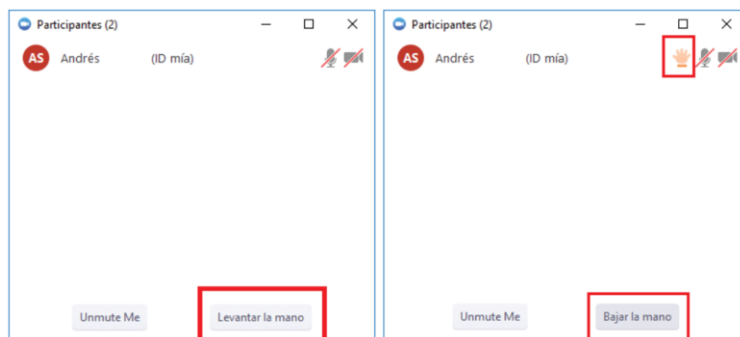 Participantes (2)
AS Andrés (ID mía)
Unmute Me Levantar la mano
Participantes (2)
AS Andrés (ID mía)
Unmute Me Bajar la mano